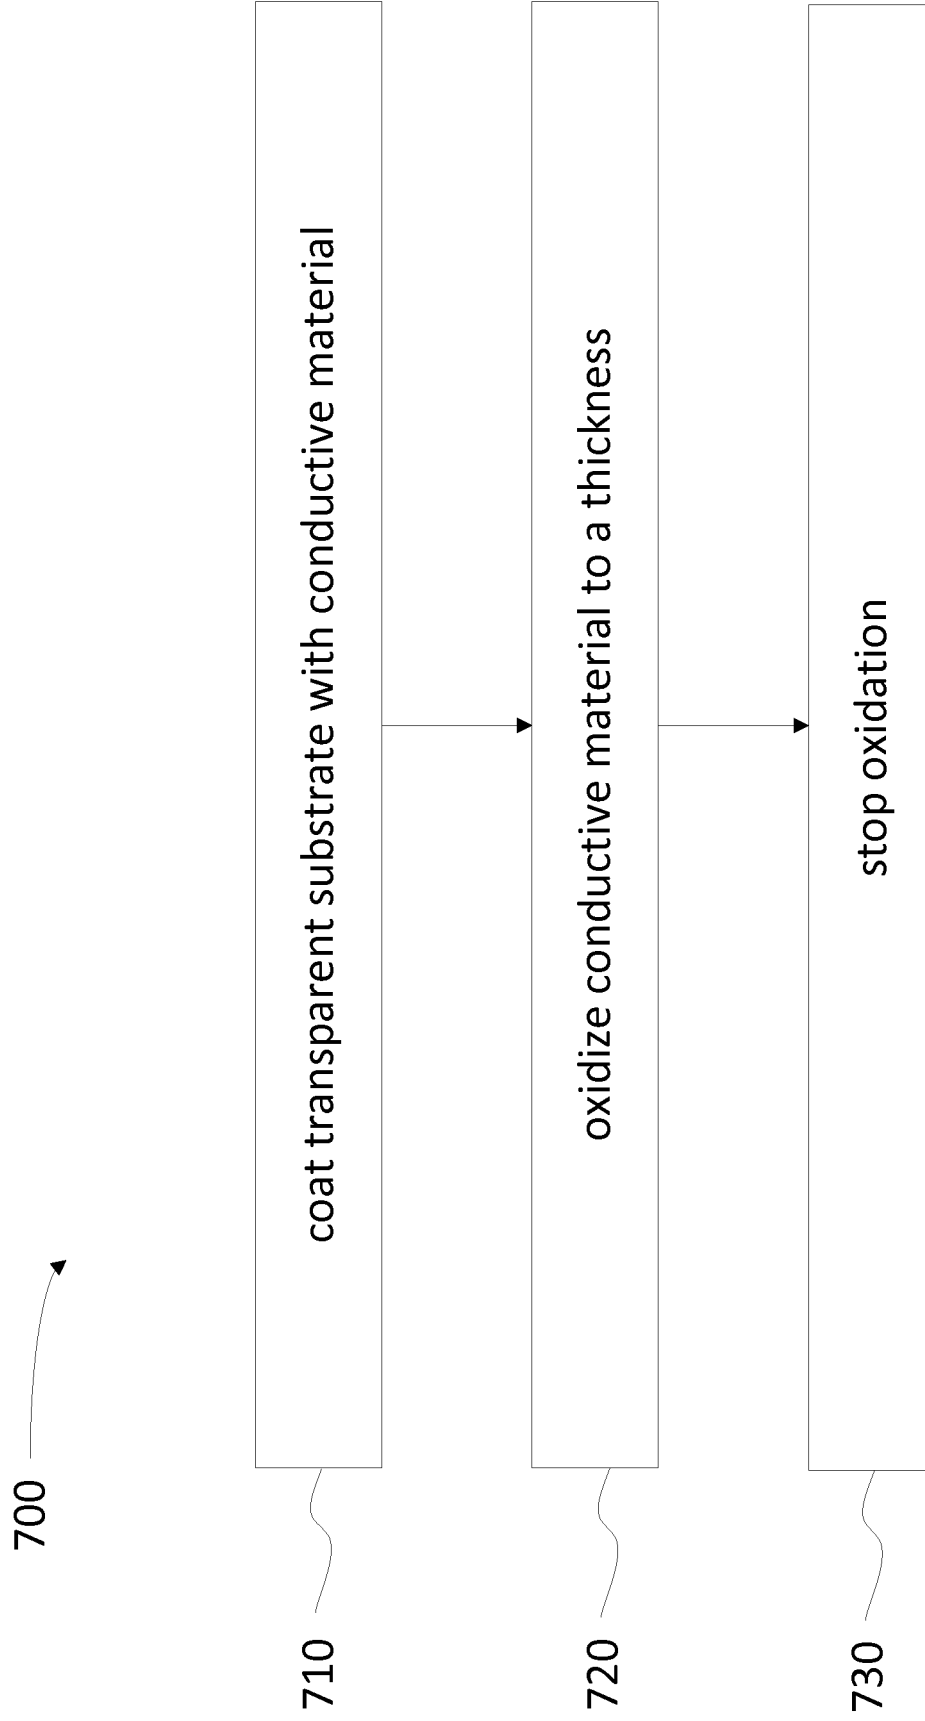 700
710
coat transparent substrate with conductive material
720
oxidize conductive material to a thickness
730
stop oxidation